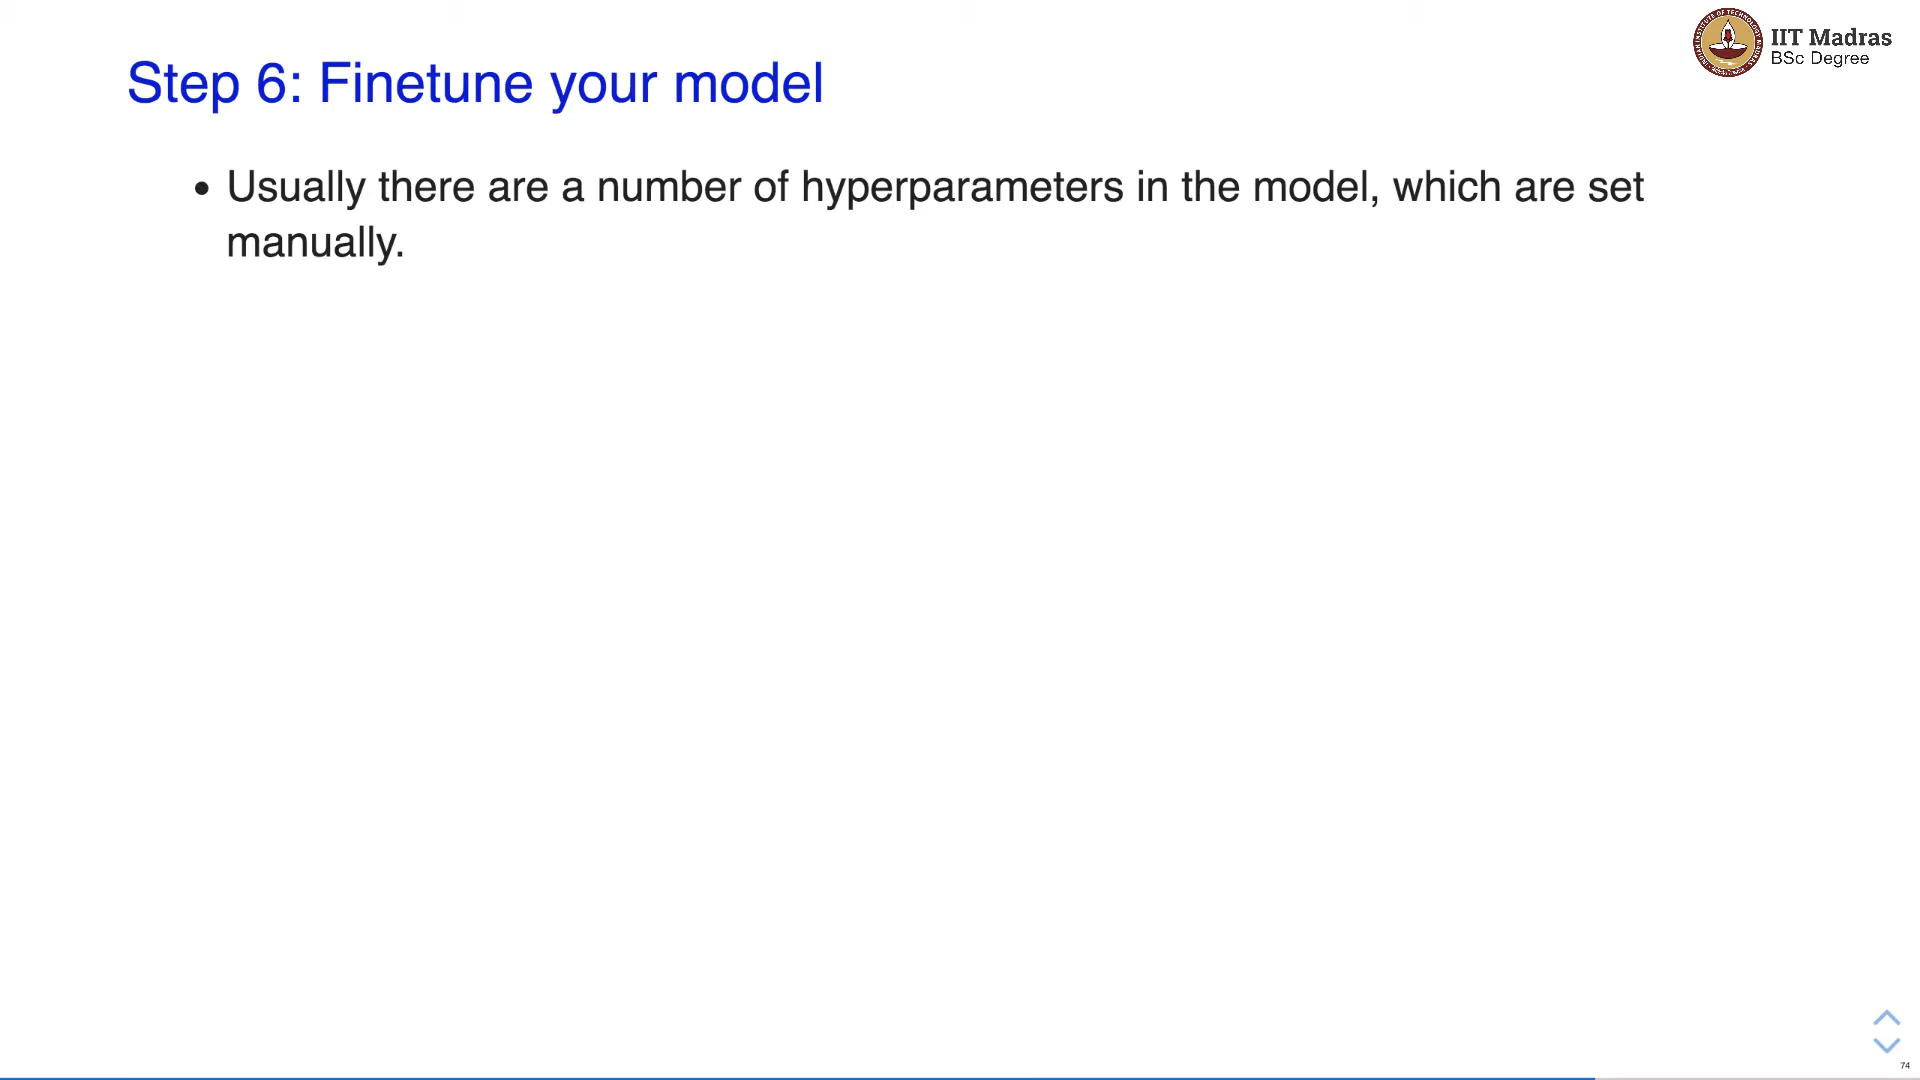 IIT Madras
BSc Degree
Step 6: Finetune your model
• Usually there are a number of hyperparameters in the model, which are set
manually.
74